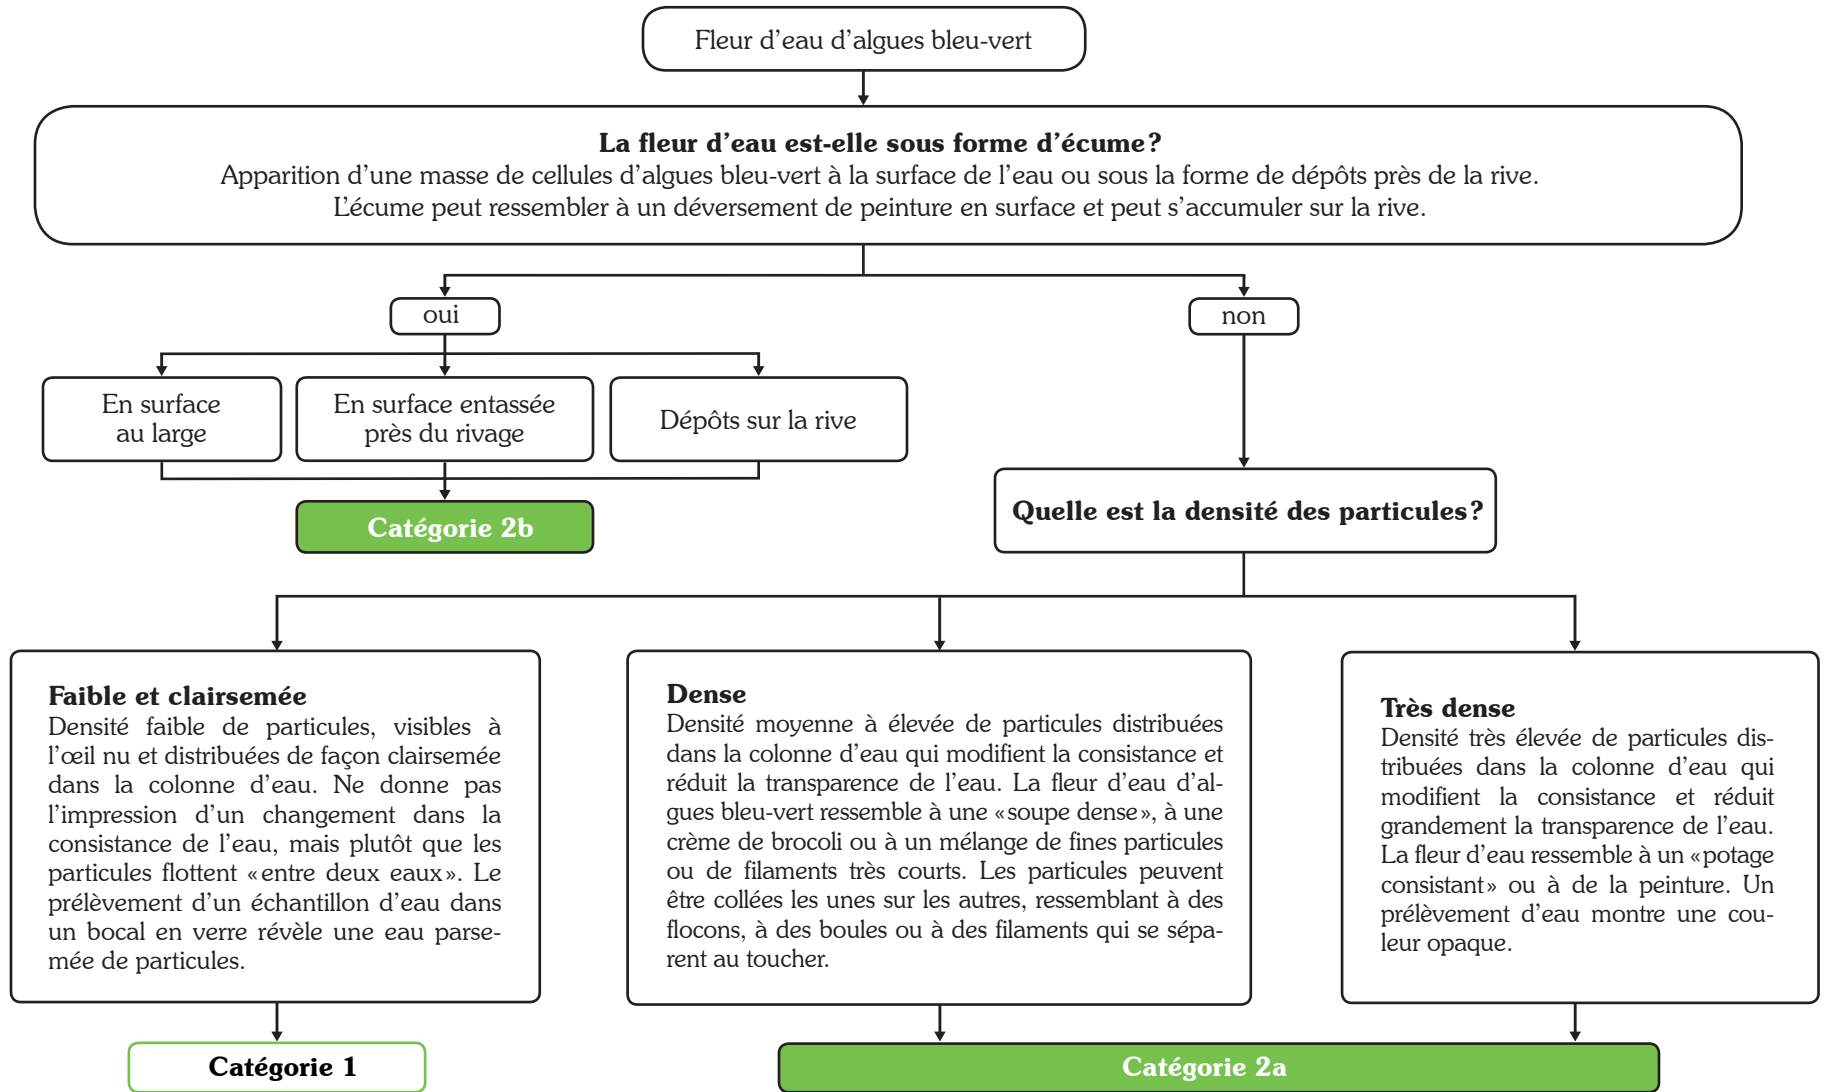 Fleur d’eau d’algues bleu-vert
La fleur d’eau est-elle sous forme d’écume?
Apparition d’une masse de cellules d’algues bleu-vert à la surface de l’eau ou sous la forme de dépôts près de la rive.
L’écume peut ressembler à un déversement de peinture en surface et peut s’accumuler sur la rive.
oui
non
En surface
au large
En surface entassée
près du rivage
Dépôts sur la rive
Catégorie 2b
Quelle est la densité des particules?
Faible et clairsemée
Densité faible de particules, visibles à
l’œil nu et distribuées de façon clairsemée
dans la colonne d’eau. Ne donne pas
l’impression d’un changement dans la
consistance de l’eau, mais plutôt que les
particules flottent «entre deux eaux». Le
prélèvement d’un échantillon d’eau dans
un bocal en verre révèle une eau parse-
mée de particules.
Dense
Densité moyenne à élevée de particules distribuées
dans la colonne d’eau qui modifient la consistance et
réduit la transparence de l’eau. La fleur d’eau d’al-
gues bleu-vert ressemble à une «soupe dense», à une
crème de brocoli ou à un mélange de fines particules
ou de filaments très courts. Les particules peuvent
être collées les unes sur les autres, ressemblant à des
flocons, à des boules ou à des filaments qui se sépa-
rent au toucher.
Très dense
Densité très élevée de particules dis-
tribuées dans la colonne d’eau qui
modifient la consistance et réduit
grandement la transparence de l’eau.
La fleur d’eau ressemble à un «potage
consistant» ou à de la peinture. Un
prélèvement d’eau montre une cou-
leur opaque.
Catégorie 1
Catégorie 2a